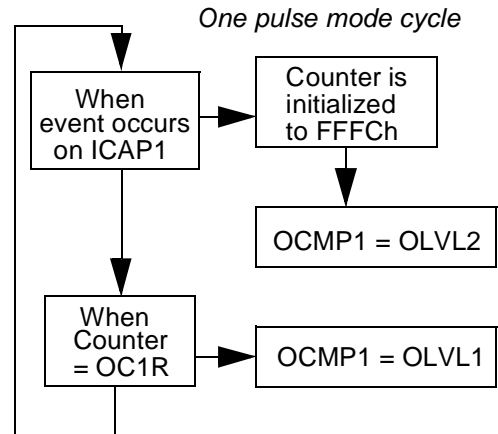 One pulse mode cycle
When
event occurs
on ICAP1
Counter is
initialized
to FFFCh
OCMP1 = OLVL2
When
Counter
= OC1R
OCMP1 = OLVL1